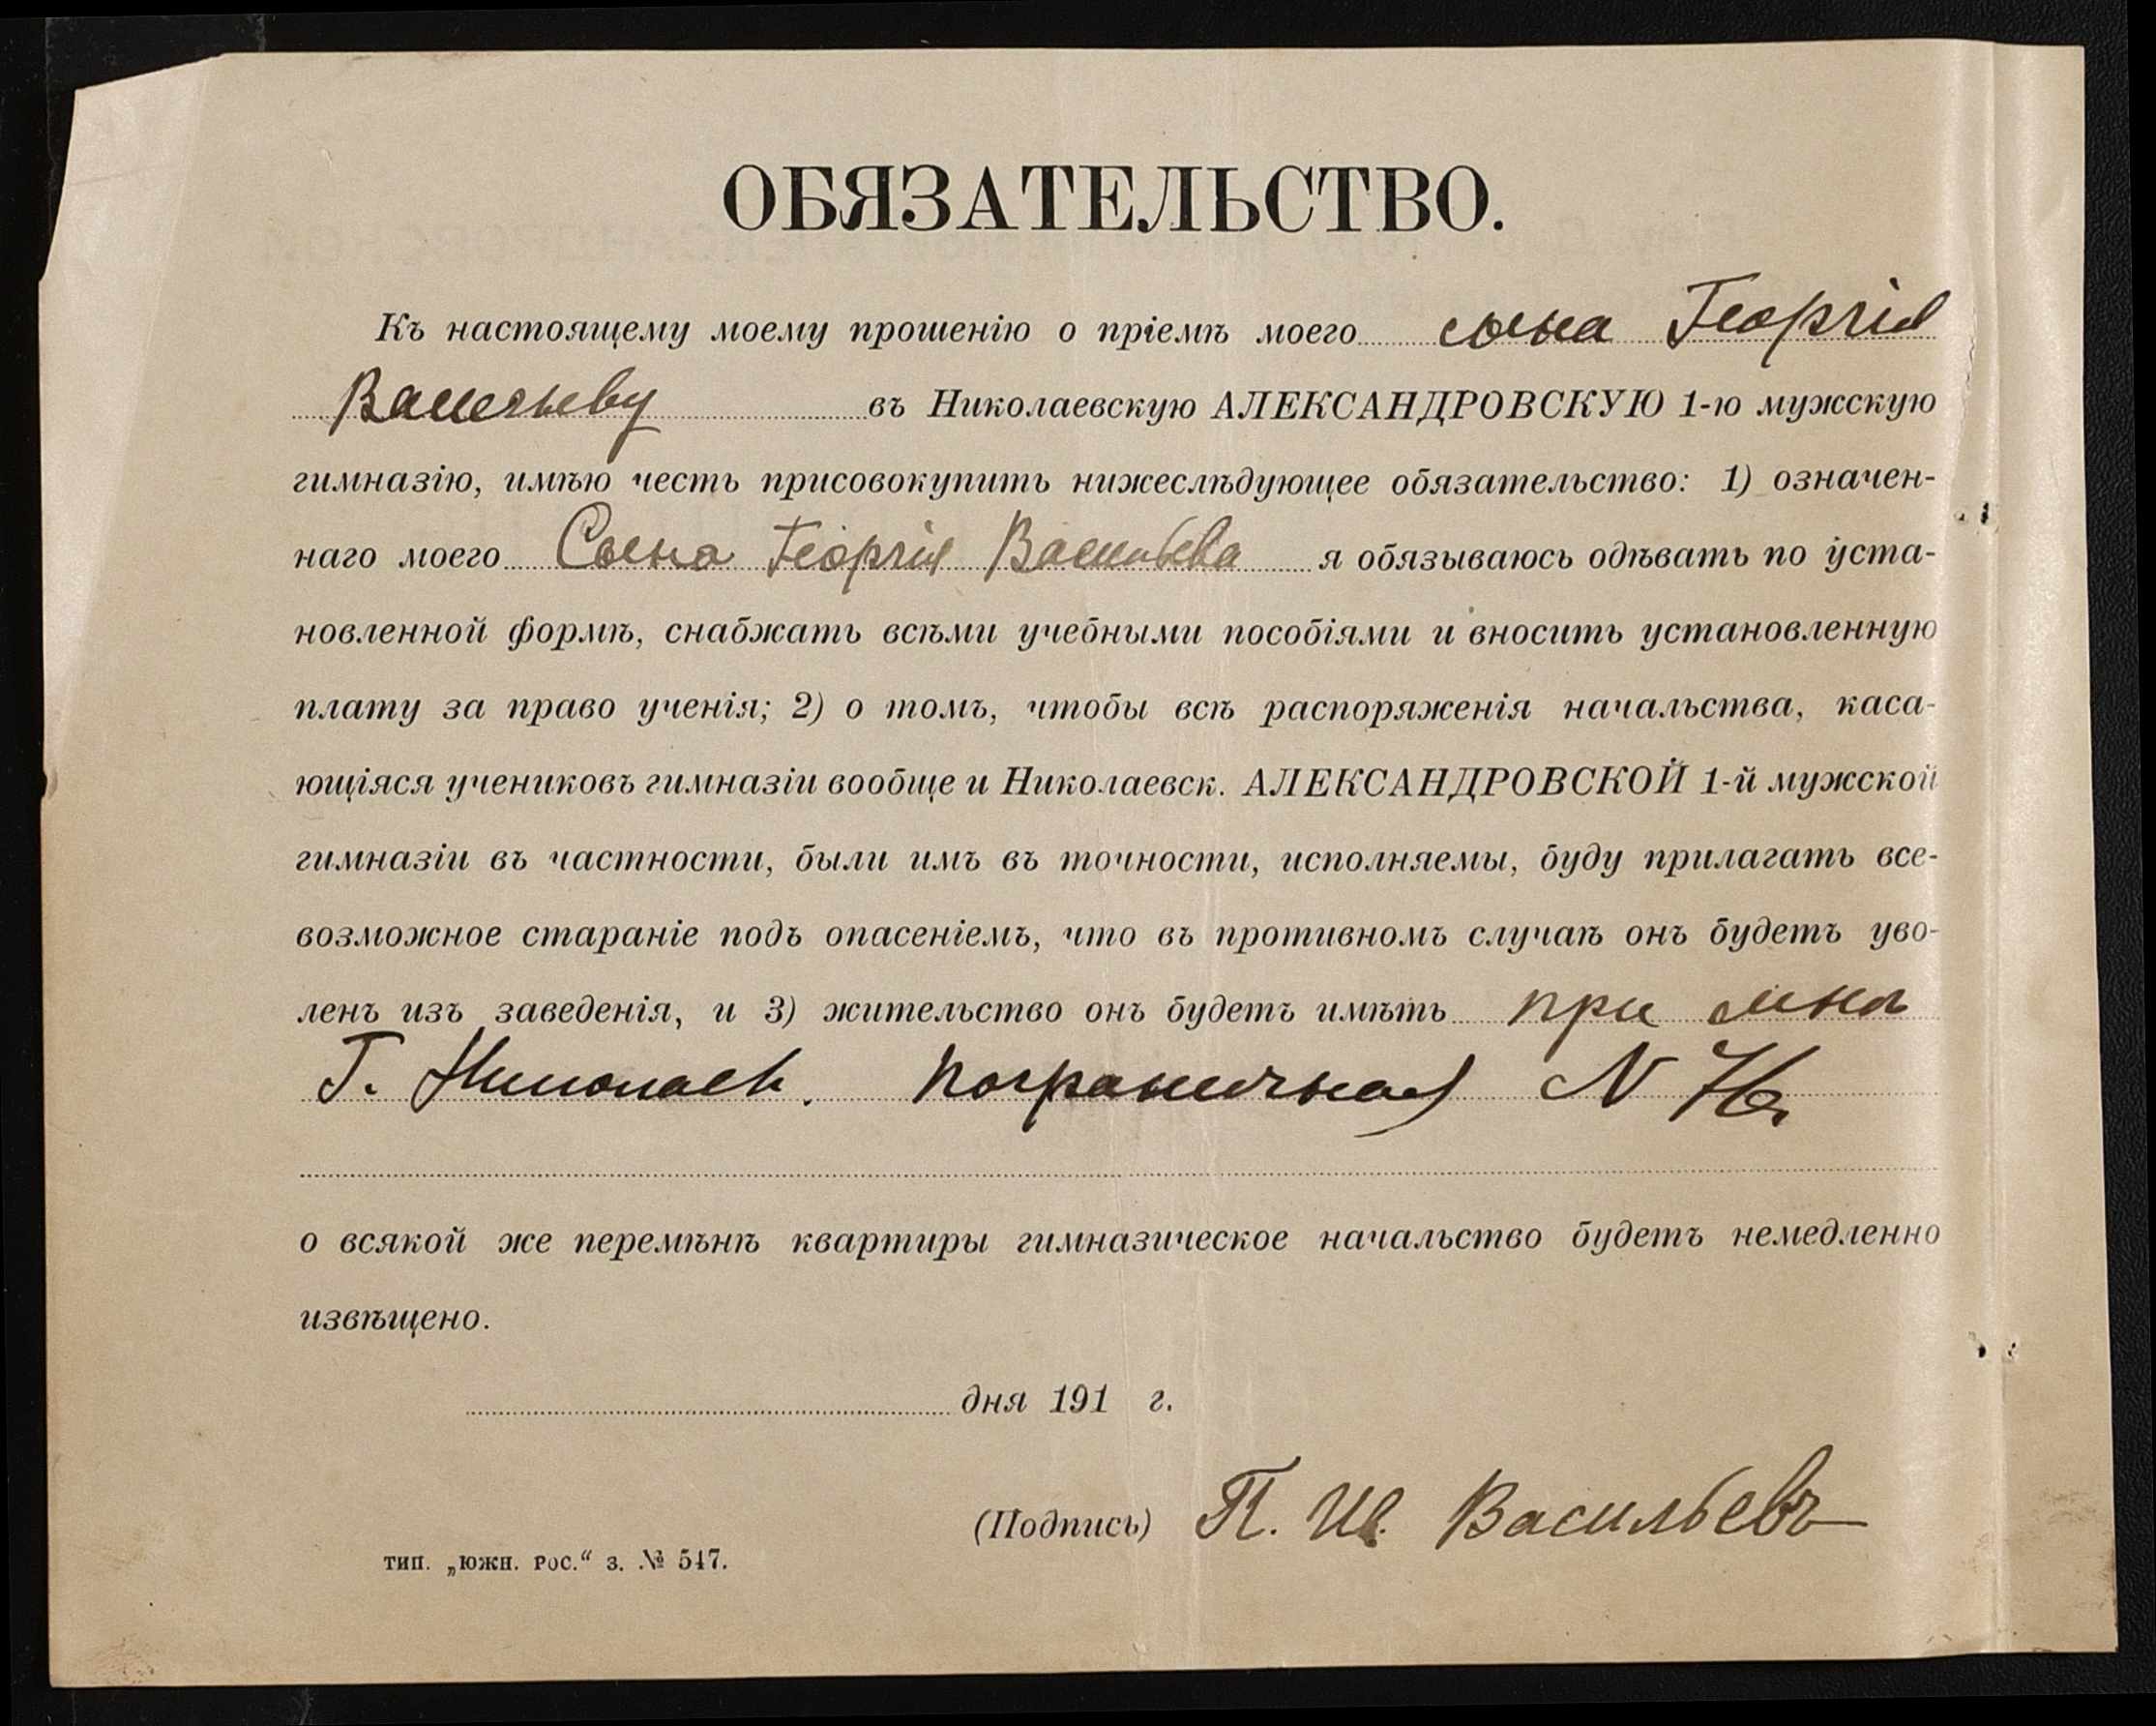 ОБЯЗАТЕЛЬСТВО.
Къ настоящему моему прошенію о пріемѣ моего сына Георгія
въ Николаевскую АЛЕКСАНДРОВСКУЮ 1-ю мужскую
гимназію, имѣю честь присовокупить нижеслѣдующее обязательство: 1) означен-
наго моего Сына Георгія Васильева я обязываюсь одѣвать по уста-
новленной формѣ, снабжать всѣми учебными пособіями и вносить установленную
плату за право ученія; 2) о томъ, чтобы всѣ распоряженія начальства, каса-
ющіяся учениковъ гимназіи вообще и Николаевск. АЛЕКСАНДРОВСКОЙ 1-й мужской
гимназіи въ частности, были имъ въ точности, исполняемы, буду прилагать все-
возможное стараніе подъ опасеніемъ, что въ противномъ случаѣ онъ будетъ уво-
ленъ изъ заведенія, и 3) жительство онъ будетъ имѣть при мнѣ
Г. Николаев. Пограничная N
о всякой же перемѣнѣ квартиры гимназическое начальство будетъ немедленно
извѣщено.
дня 191 г.
(Подпись) П. Ив. Васильевъ
тип. „южн. рос.“ з. № 547.